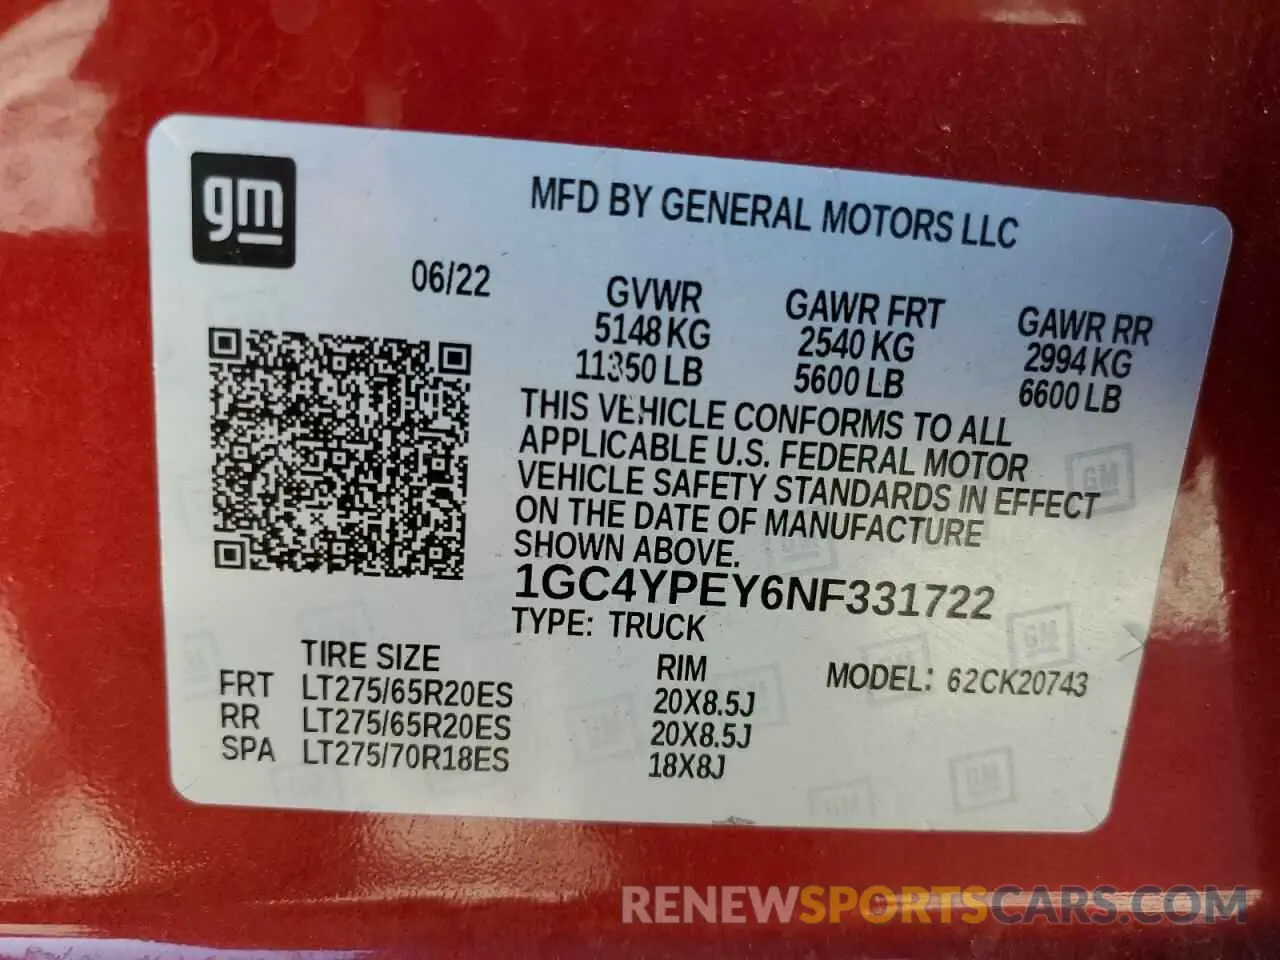 gm
MFD BY GENERAL MOTORS LLC
06/22
GVWR GAWR FRT GAWR RR
5148 KG 2540 KG 2994 KG
11350 LB 5600 LB 6600 LB
THIS VEHICLE CONFORMS TO ALL
APPLICABLE U.S. FEDERAL MOTOR
VEHICLE SAFETY STANDARDS IN EFFECT
ON THE DATE OF MANUFACTURE
SHOWN ABOVE.
1GC4YPEY6NF331722
TYPE: TRUCK
TIRE SIZE RIM MODEL: 62CK20743
FRT LT275/65R20ES 20X8.5J
RR LT275/65R20ES 20X8.5J
SPA LT275/70R18ES 18X8J
GM
GM
GM
RENEWSPORTSCARS.COM